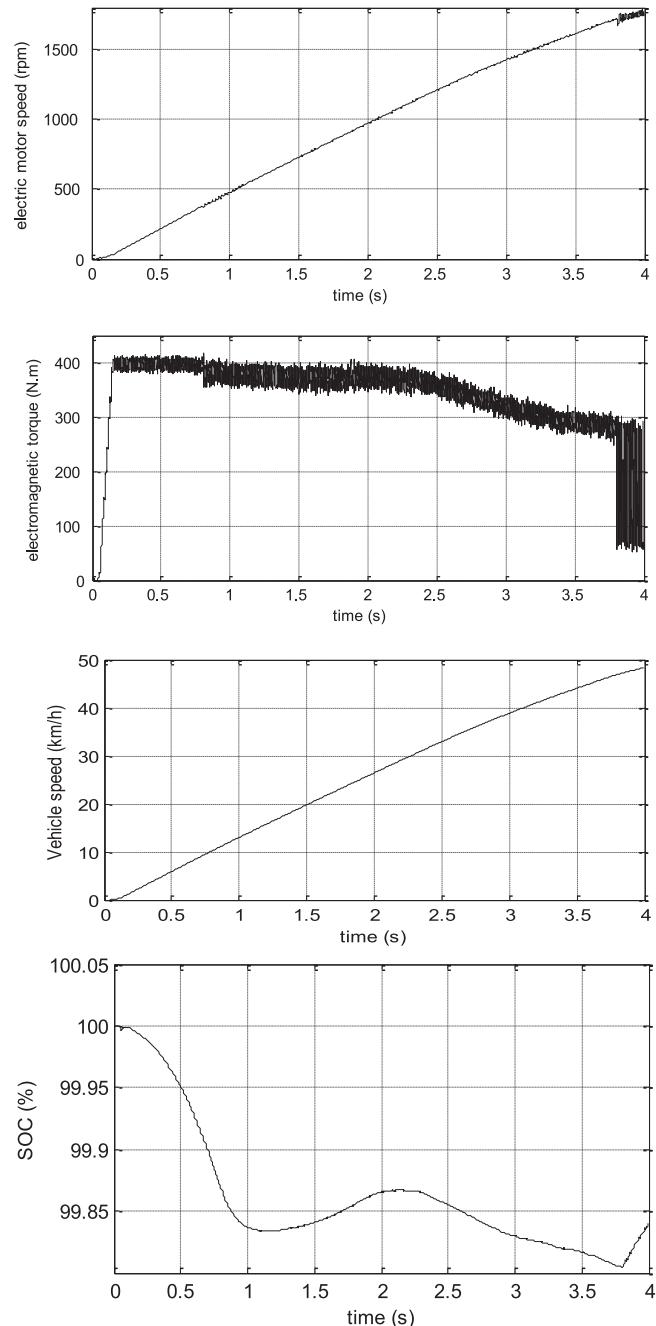 electric motor speed (rpm)
1500
1000
500
0
0 0.5 1 1.5 2 2.5 3 3.5 4
time (s)
electromagnetic torque (N.m)
400
300
200
100
0
0 0.5 1 1.5 2 2.5 3 3.5 4
time (s)
Vehicle speed (km/h)
50
40
30
20
10
0
0 0.5 1 1.5 2 2.5 3 3.5 4
time (s)
SOC (%)
100.05
100
99.95
99.9
99.85
0 0.5 1 1.5 2 2.5 3 3.5 4
time (s)